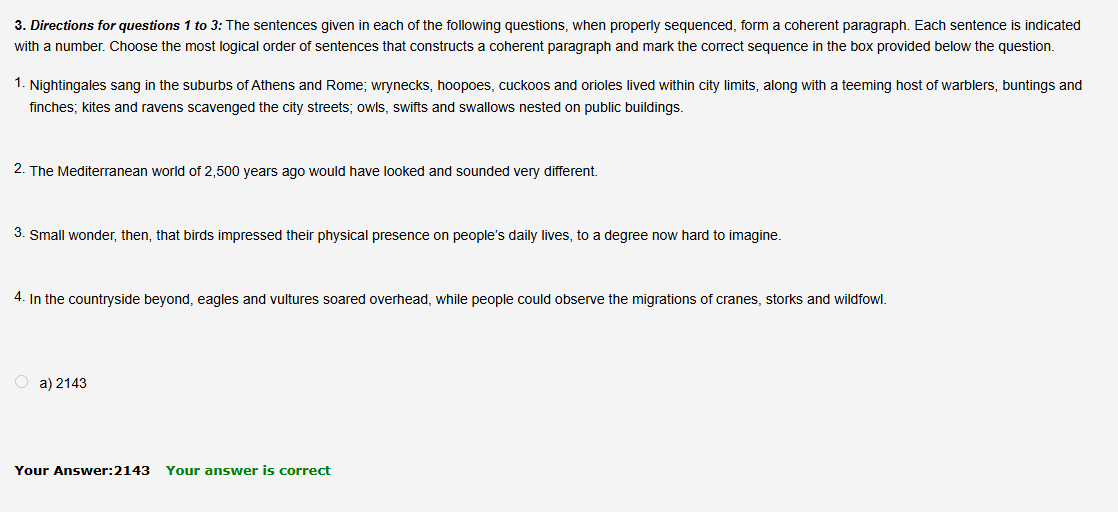 3. Directions for questions 1 to 3: The sentences given in each of the following questions, when properly sequenced, form a coherent paragraph. Each sentence is indicated
with a number. Choose the most logical order of sentences that constructs a coherent paragraph and mark the correct sequence in the box provided below the question.
1. Nightingales sang in the suburbs of Athens and Rome; wrynecks, hoopoes, cuckoos and orioles lived within city limits, along with a teeming host of warblers, buntings and
finches; kites and ravens scavenged the city streets; owls, swifts and swallows nested on public buildings.
2. The Mediterranean world of 2,500 years ago would have looked and sounded very different.
3. Small wonder, then, that birds impressed their physical presence on people's daily lives, to a degree now hard to imagine.
4. In the countryside beyond, eagles and vultures soared overhead, while people could observe the migrations of cranes, storks and wildfowl.
a) 2143
Your Answer:2143 Your answer is correct